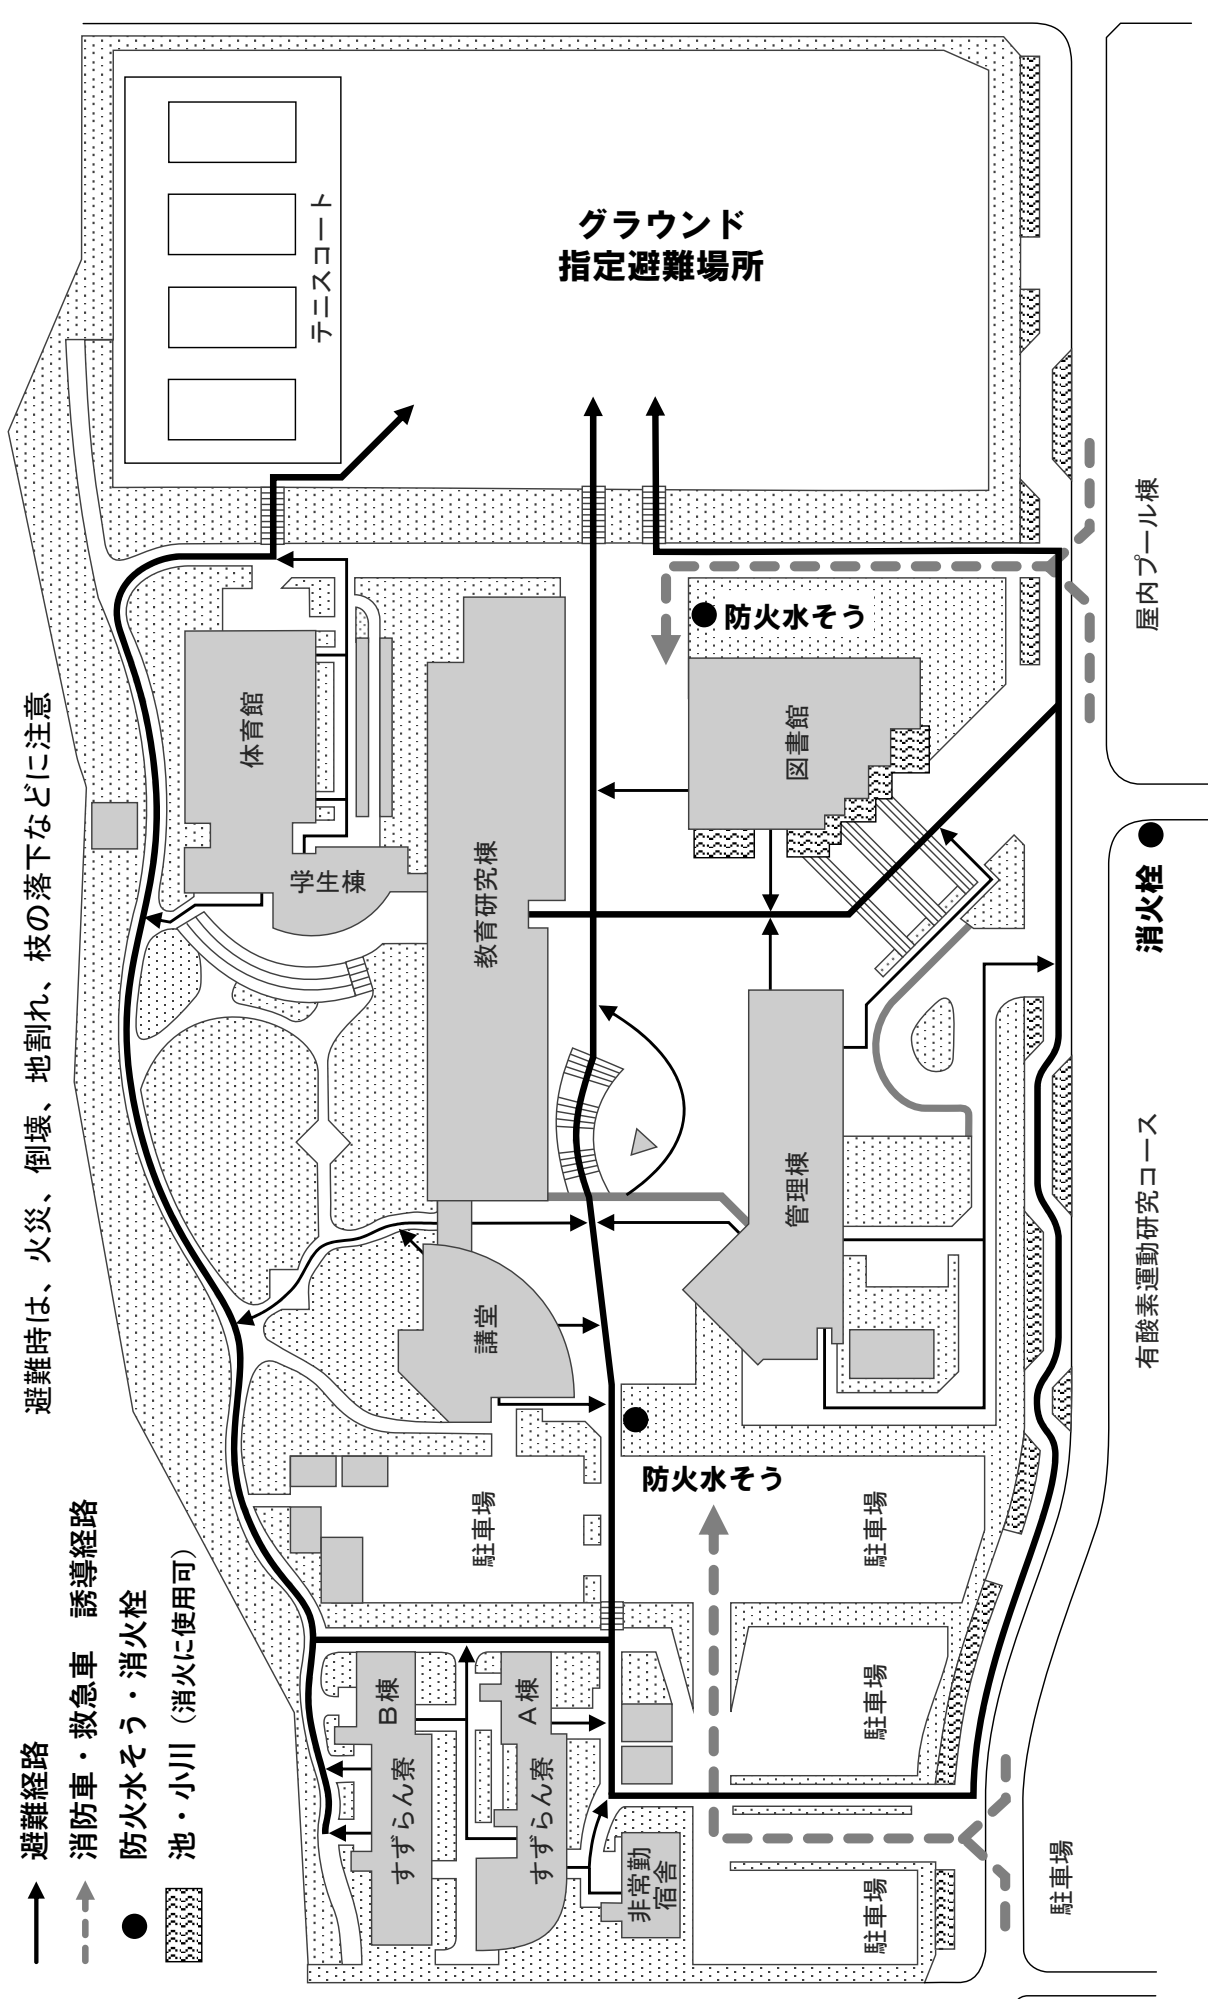 避難経路
消防車・救急車　誘導経路
防火水そう・消火栓
池・小川（消火に使用可）
避難時は、火災、倒壊、地割れ、枝の落下などに注意
テニスコート
グラウンド
指定避難場所
体育館
学生棟
教育研究棟
図書館
防火水そう
屋内プール棟
消火栓
管理棟
講堂
有酸素運動研究コース
防火水そう
駐車場
駐車場
すずらん寮
B棟
すずらん寮
A棟
非常勤
宿舎
駐車場
駐車場
駐車場